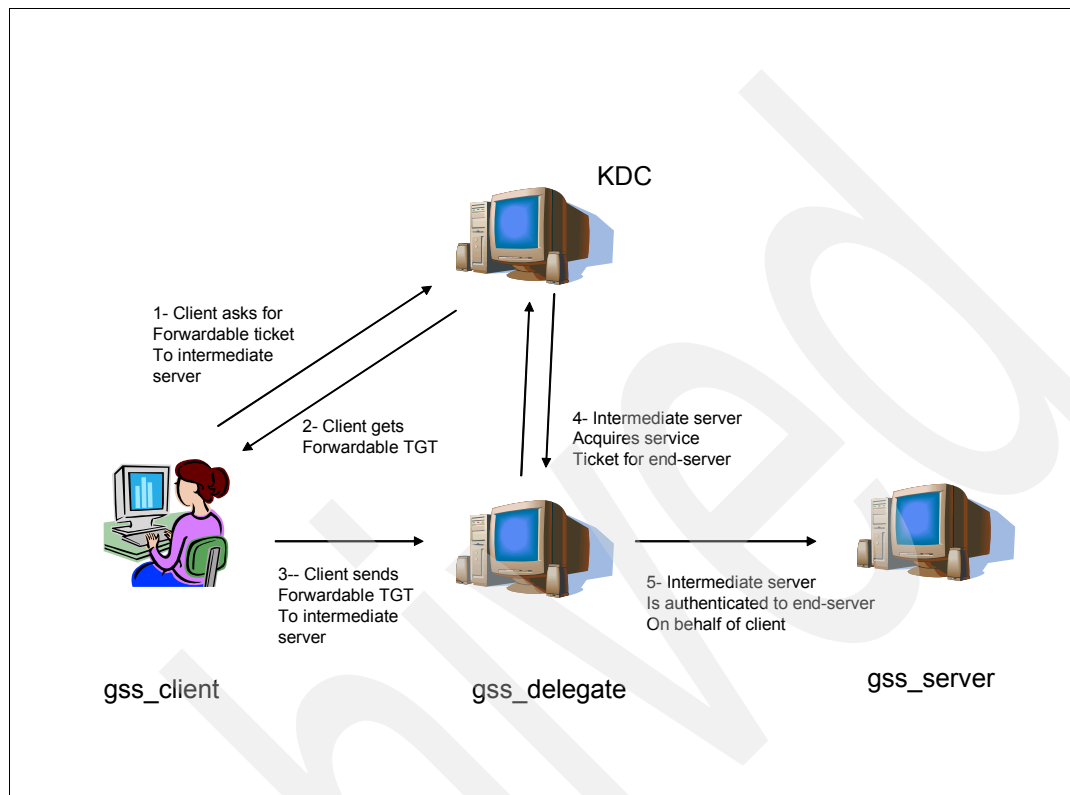 KDC
1- Client asks for
Forwardable ticket
To intermediate
server
2- Client gets
Forwardable TGT
4- Intermediate server
Acquires service
Ticket for end-server
3-- Client sends
Forwardable TGT
To intermediate
server
5- Intermediate server
Is authenticated to end-server
On behalf of client
gss_client
gss_delegate
gss_server
hived